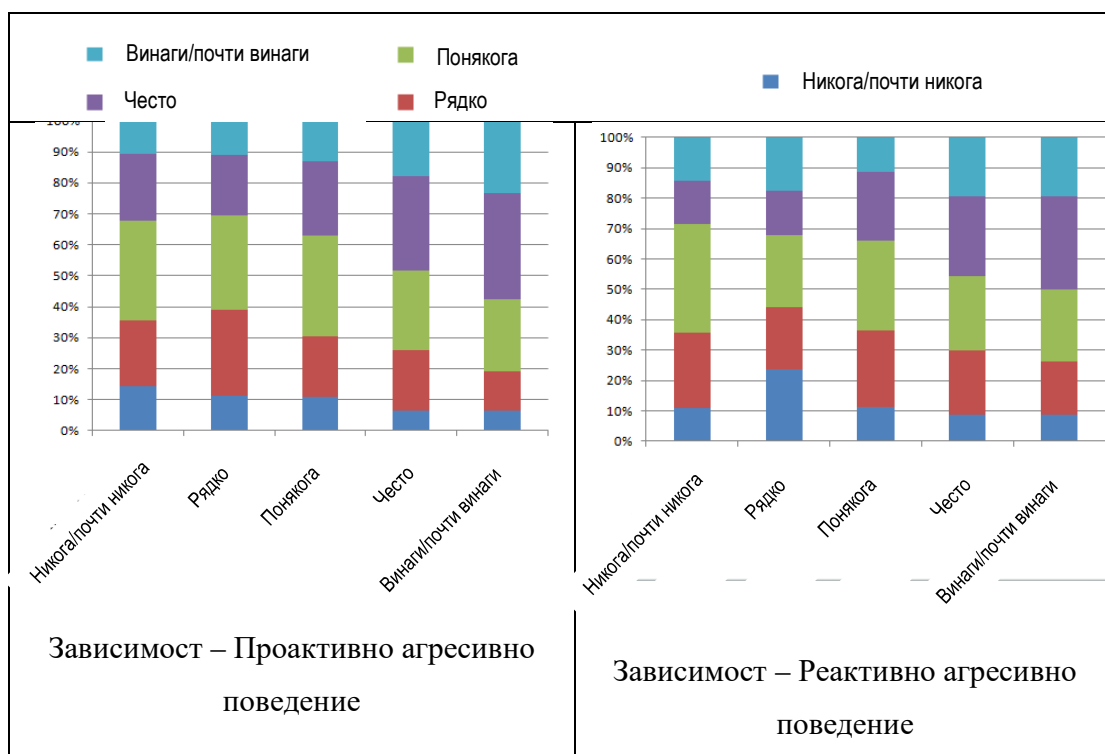 Винаги/почти винаги
Понякога
Често
Рядко
Никога/почти никога
100%
90%
80%
70%
60%
50%
40%
30%
20%
10%
0%
Никога/почти никога
Рядко
Понякога
Често
Винаги/почти винаги
Зависимост – Проактивно агресивно
поведение
100%
90%
80%
70%
60%
50%
40%
30%
20%
10%
0%
Никога/почти никога
Рядко
Понякога
Често
Винаги/почти винаги
Зависимост – Реактивно агресивно
поведение